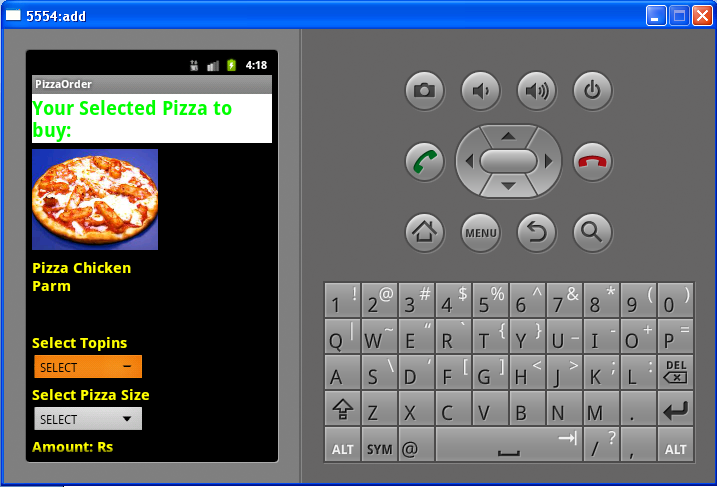 5554:add
4:18
PizzaOrder
Your Selected Pizza to
buy:
Pizza Chicken
Parm
Select Topins
SELECT
Select Pizza Size
SELECT
Amount: Rs
MENU
1 ! 2 @ 3 # 4 $ 5 % 6 ^ 7 & 8 * 9 ( 0 )
Q | W ~ E “ R ` T { Y } U _ I - O + P =
A S \ D ‘ F [ G ] H < J > K ; L : DEL
Z X C V B N M .
ALT SYM @ / ? , ALT